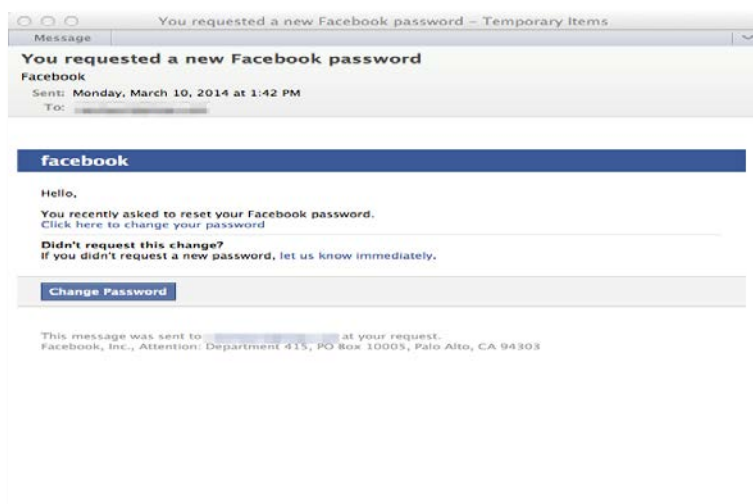 You requested a new Facebook password – Temporary Items
Message
You requested a new Facebook password
Facebook
Sent: Monday, March 10, 2014 at 1:42 PM
To:
facebook
Hello,
You recently asked to reset your Facebook password.
Click here to change your password
Didn't request this change?
If you didn't request a new password, let us know immediately.
Change Password
This message was sent to at your request.
Facebook, Inc., Attention: Department 415, PO Box 10005, Palo Alto, CA 94303